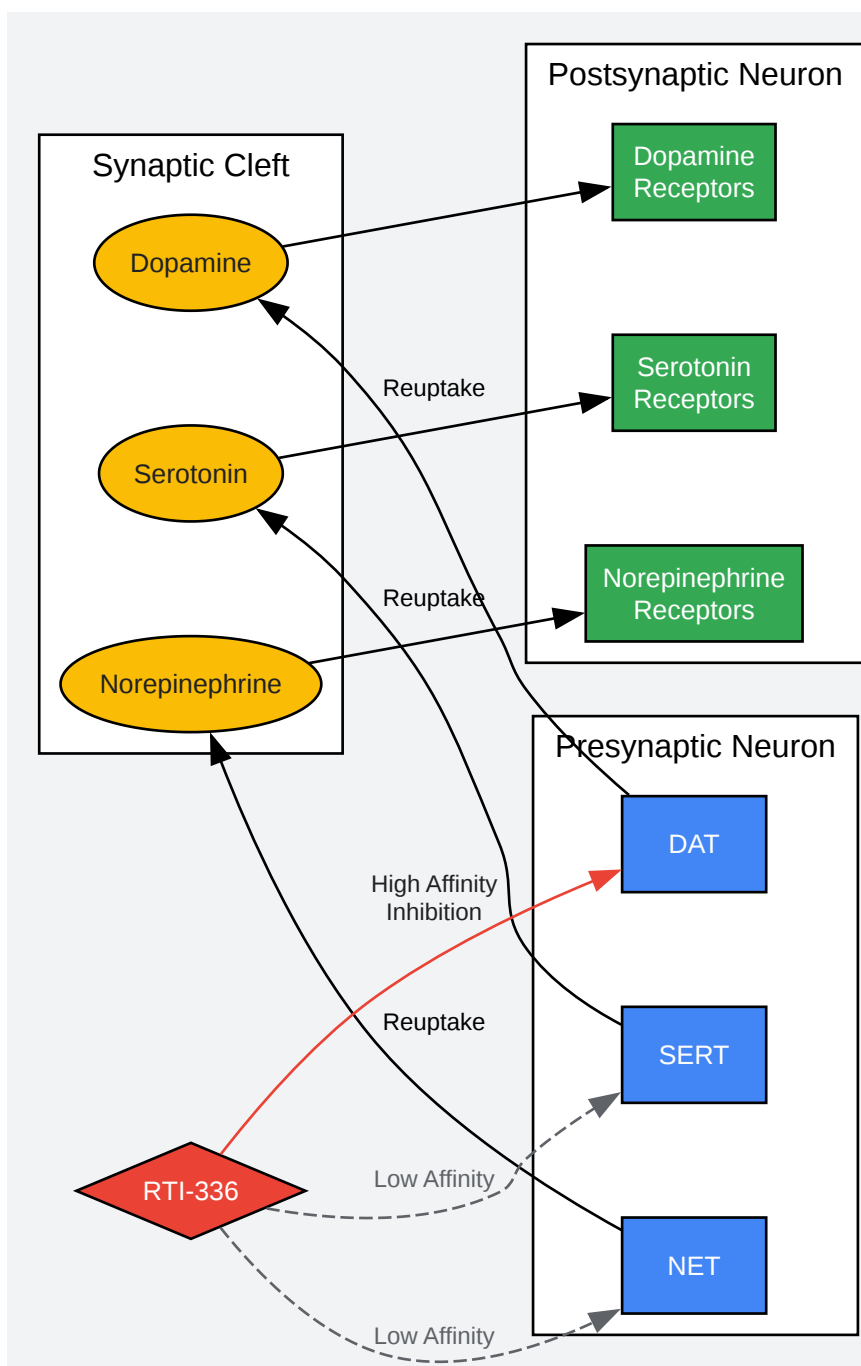 Postsynaptic Neuron
Dopamine
Receptors
Serotonin
Receptors
Norepinephrine
Receptors
Synaptic Cleft
Dopamine
Serotonin
Norepinephrine
Reuptake
Reuptake
Presynaptic Neuron
DAT
SERT
NET
High Affinity
Inhibition
Reuptake
RTI-336
Low Affinity
Low Affinity